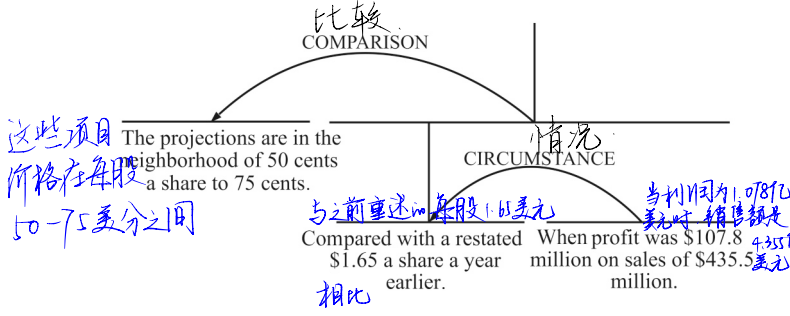 比较
COMPARISON
这些项目
价格在每股
50-75美分之间
The projections are in the
neighborhood of 50 cents
a share to 75 cents.
情况
CIRCUMSTANCE
与之前重述的每股1.65美元
相比
Compared with a restated
$1.65 a share a year
earlier.
当利润为1.078亿
美元时,销售额是
4.355亿
美元
When profit was $107.8
million on sales of $435.5
million.